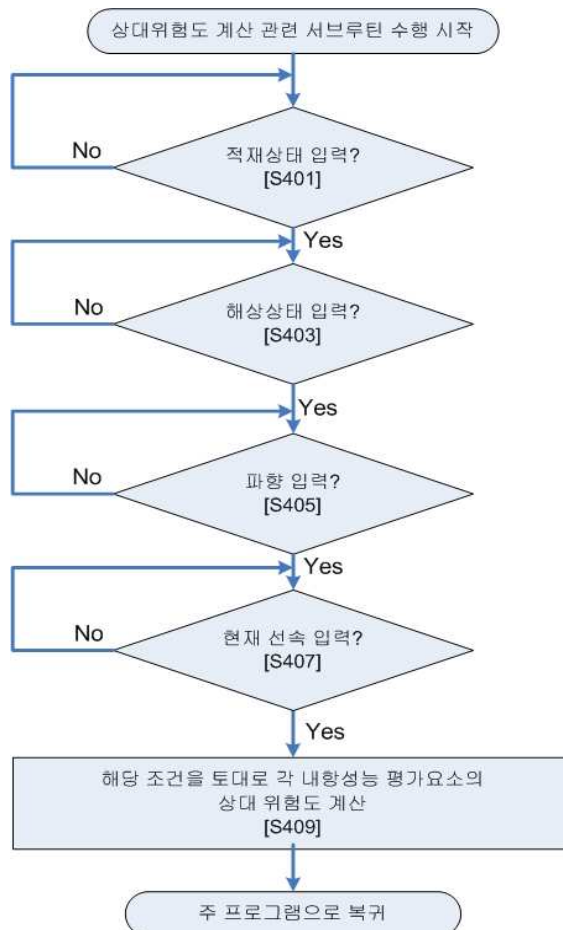 상대위험도 계산 관련 서브루틴 수행 시작
적재상태 입력?
[S401]
No
Yes
해상상태 입력?
[S403]
No
Yes
파향 입력?
[S405]
No
Yes
현재 선속 입력?
[S407]
No
Yes
해당 조건을 토대로 각 내항성능 평가요소의
상대 위험도 계산
[S409]
주 프로그램으로 복귀